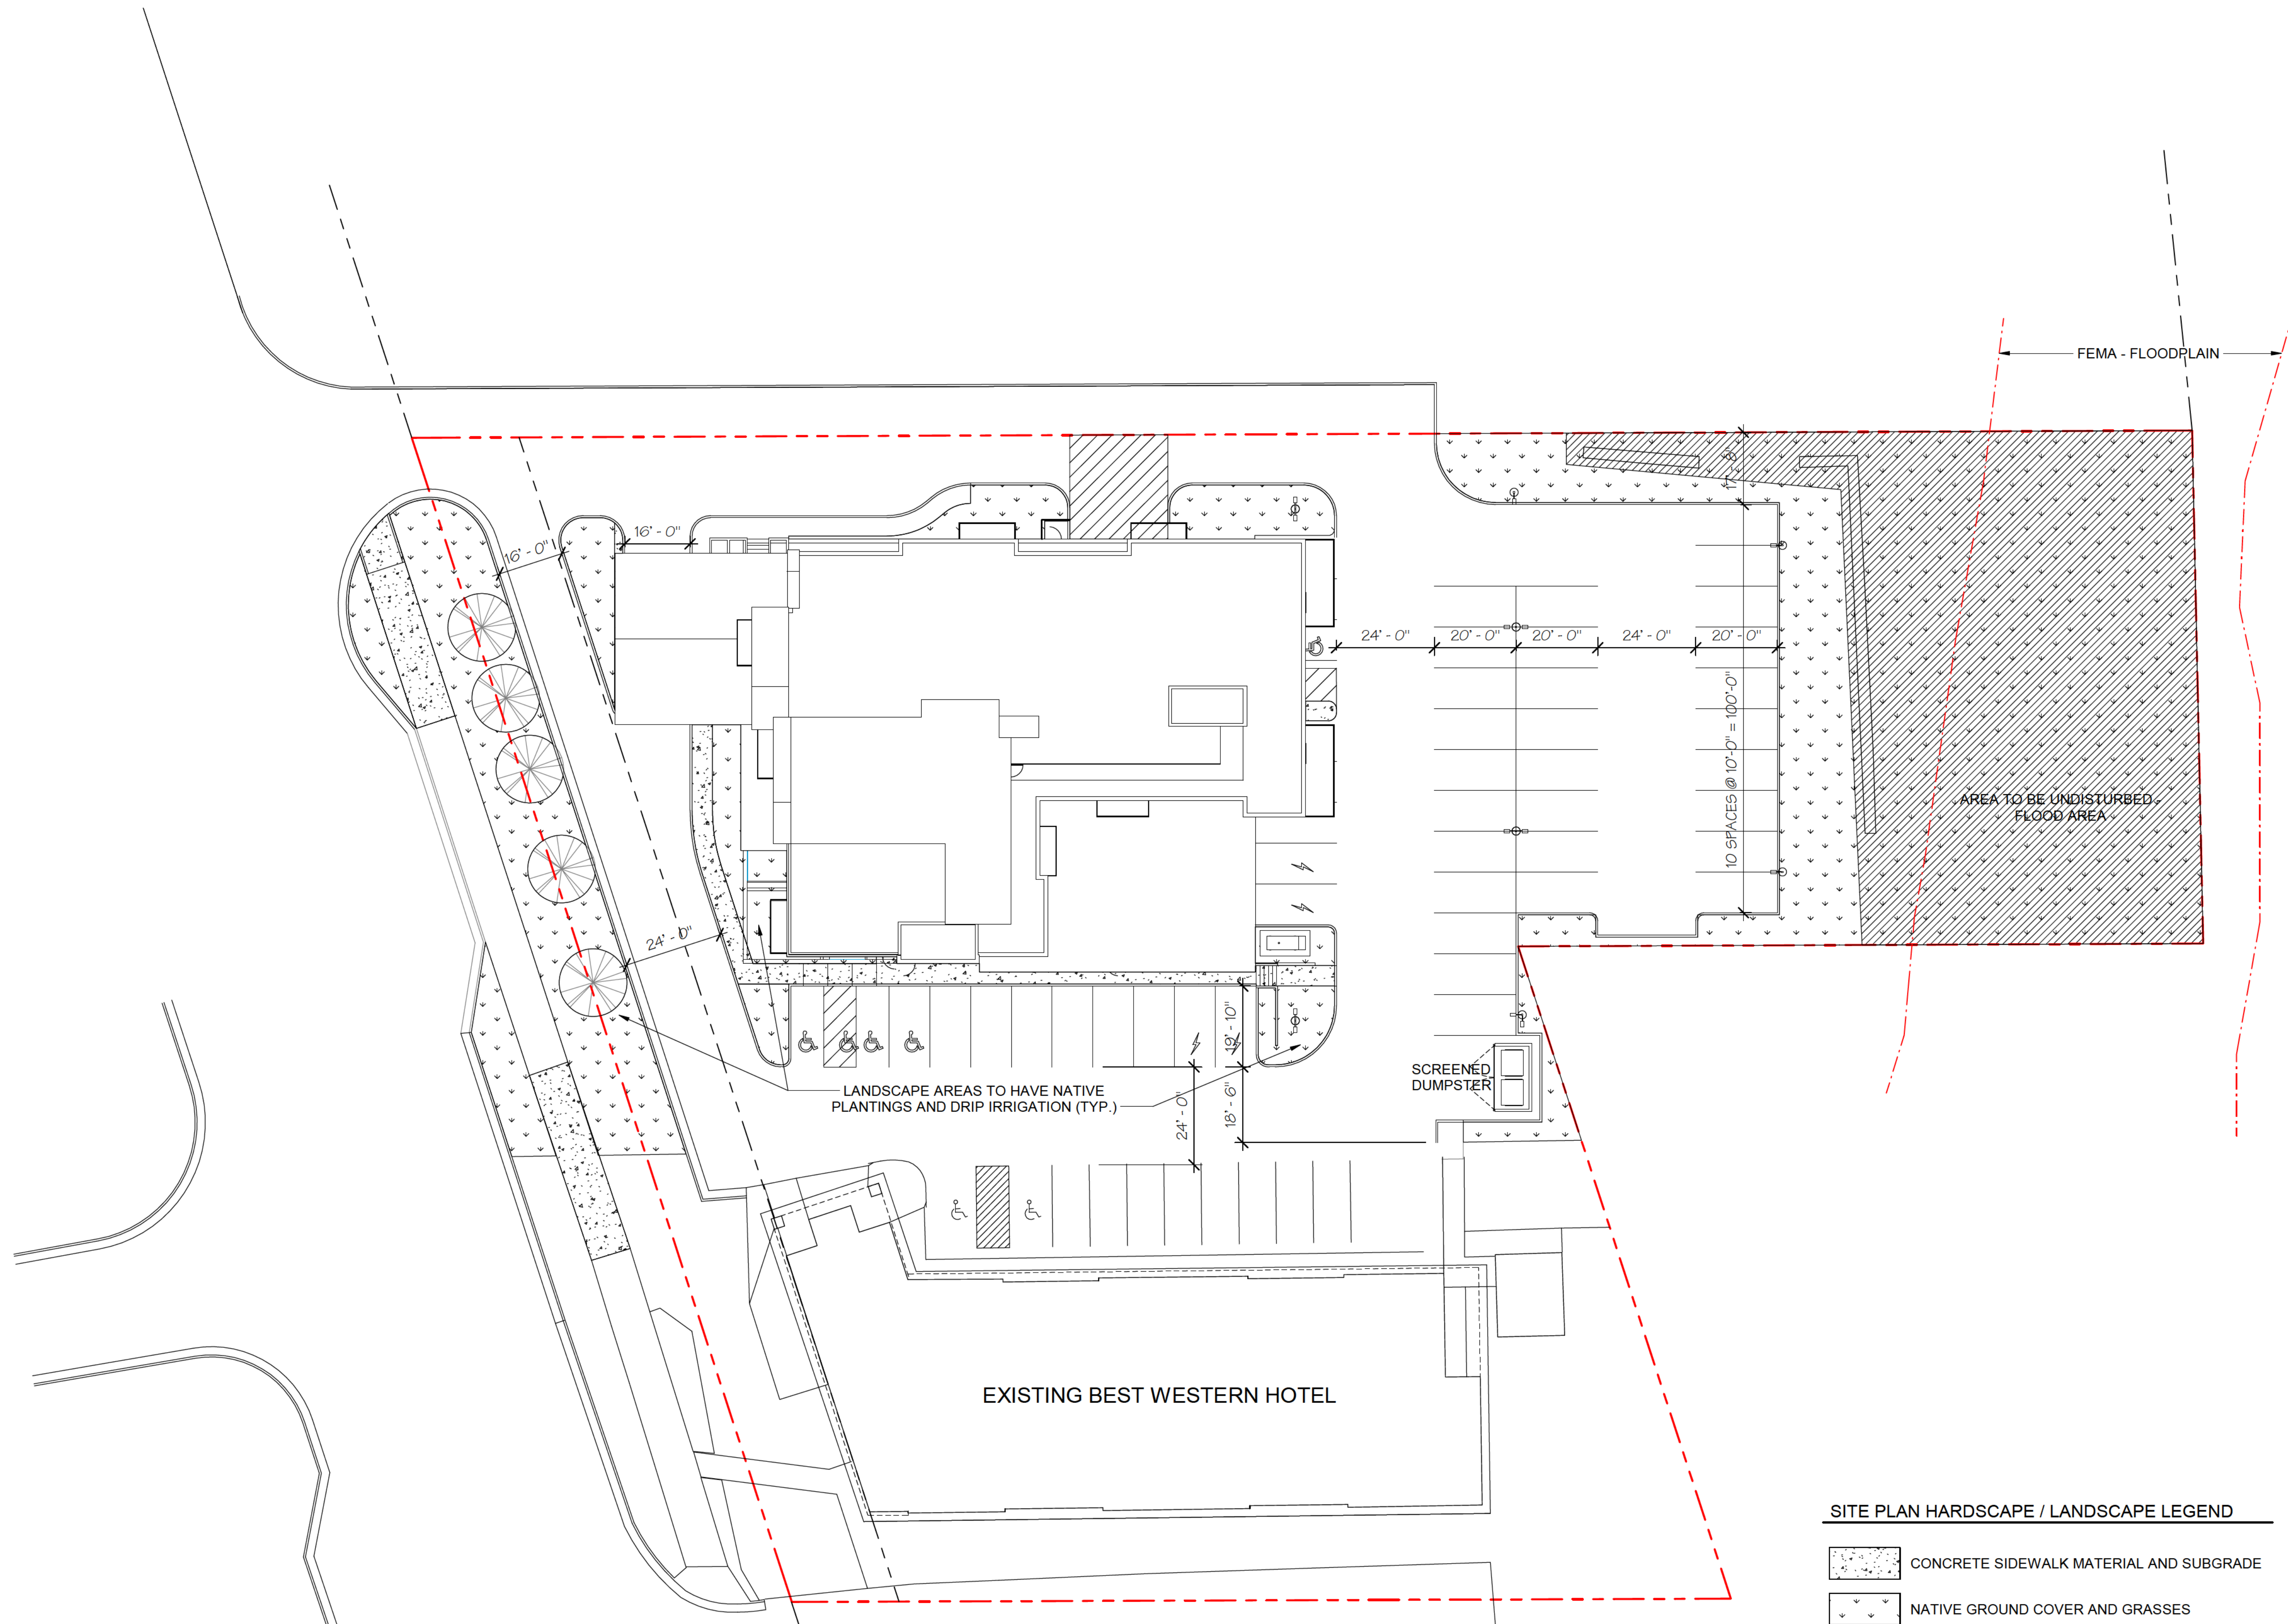 FEMA - FLOODPLAIN
17' - 8"
16' - 0"
16' - 0"
24' - 0"
20' - 0"
20' - 0"
24' - 0"
20' - 0"
10 SPACES @ 10'-0" = 100'-0"
AREA TO BE UNDISTURBED -
FLOOD AREA
24' - 0"
19' - 10"
SCREENED
DUMPSTER
LANDSCAPE AREAS TO HAVE NATIVE
PLANTINGS AND DRIP IRRIGATION (TYP.)
24' - 0"
18' - 6"
EXISTING BEST WESTERN HOTEL
SITE PLAN HARDSCAPE / LANDSCAPE LEGEND
CONCRETE SIDEWALK MATERIAL AND SUBGRADE
NATIVE GROUND COVER AND GRASSES